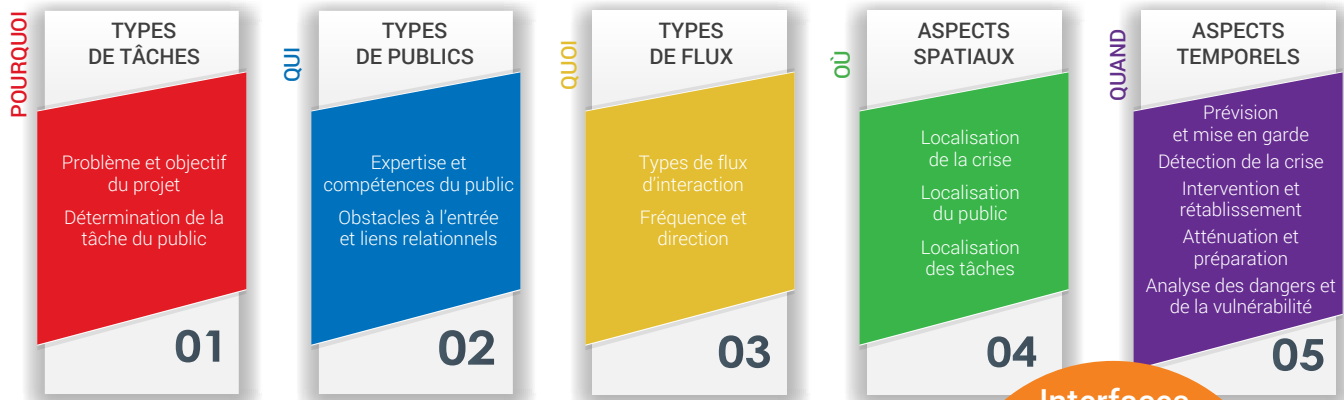 POURQUOI
TYPES
DE TÂCHES
Problème et objectif
du projet
Détermination de la
tâche du public
01
QUI
TYPES
DE PUBLICS
Expertise et
compétences du public
Obstacles à l'entrée
et liens relationnels
02
QUOI
TYPES
DE FLUX
Types de flux
d'interaction
Fréquence et
direction
03
OÙ
ASPECTS
SPATIAUX
Localisation
de la crise
Localisation
du public
Localisation
des tâches
04
QUAND
ASPECTS
TEMPORELS
Prévision
et mise en garde
Détection de la crise
Intervention et
rétablissement
Atténuation et
préparation
Analyse des dangers et
de la vulnérabilité
05
Interfaces